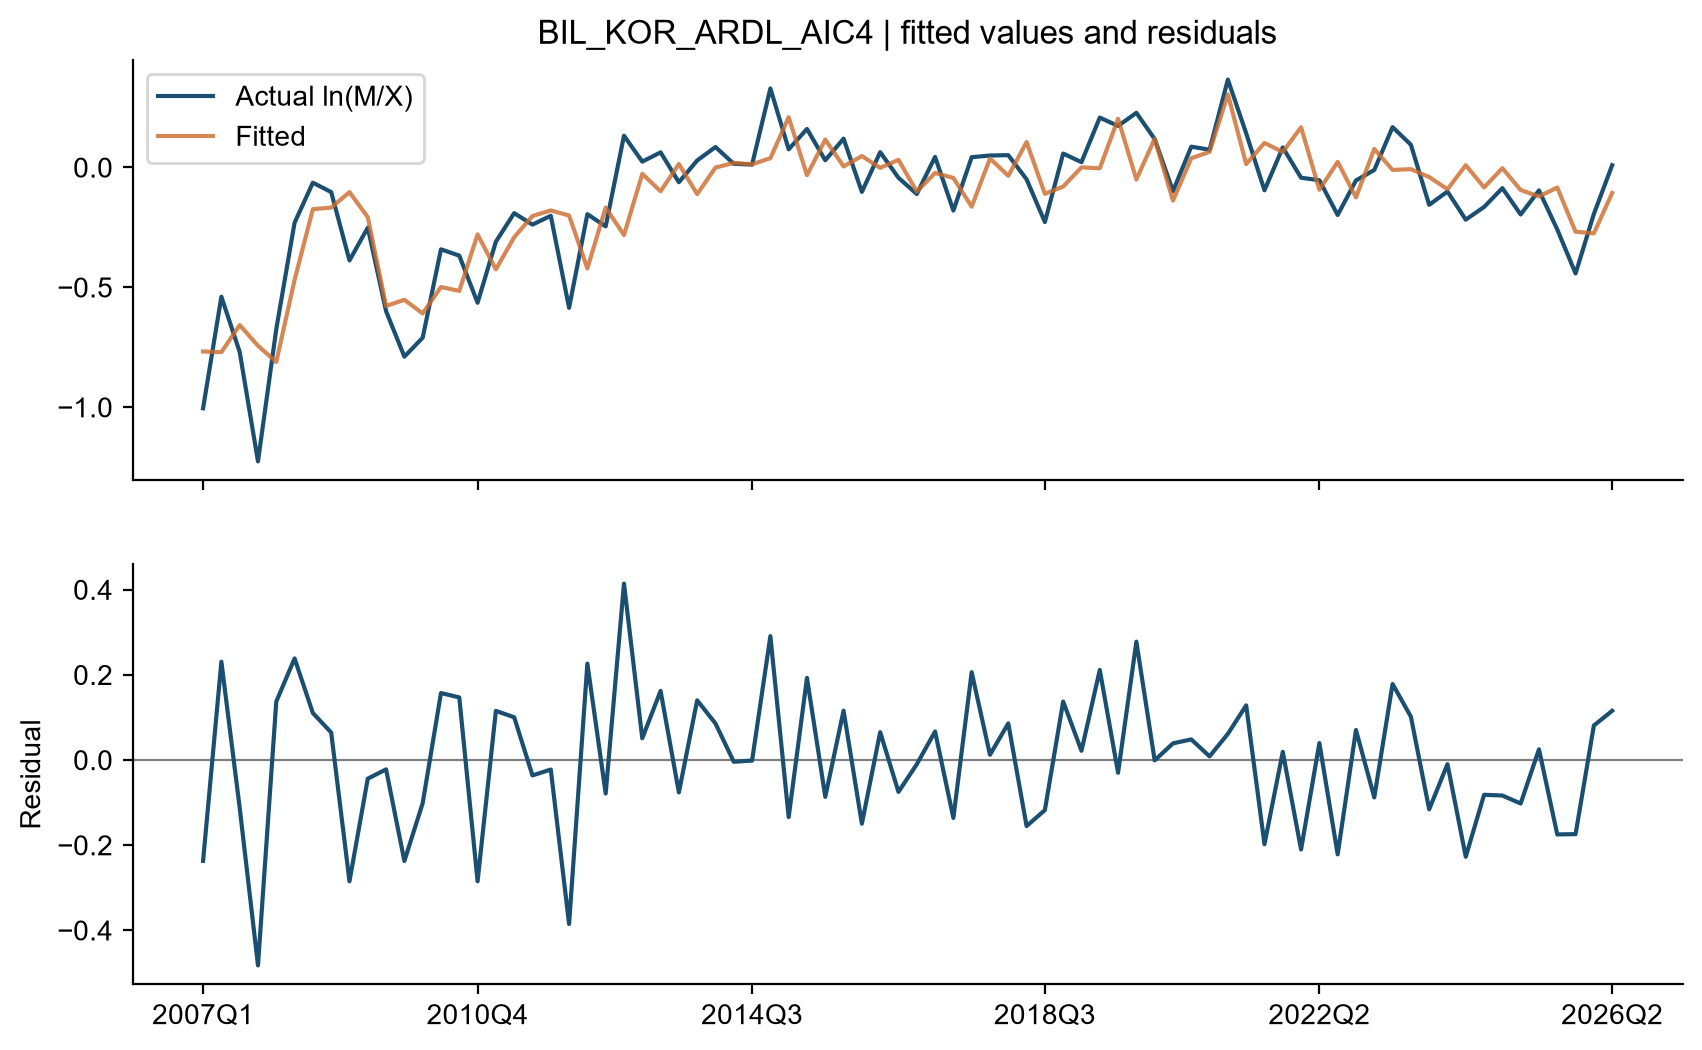 BIL_KOR_ARDL_AIC4 | fitted values and residuals
Actual ln(M/X)
Fitted
0.0
−0.5
−1.0
0.4
0.2
0.0
−0.2
−0.4
Residual
2007Q1 2010Q4 2014Q3 2018Q3 2022Q2 2026Q2